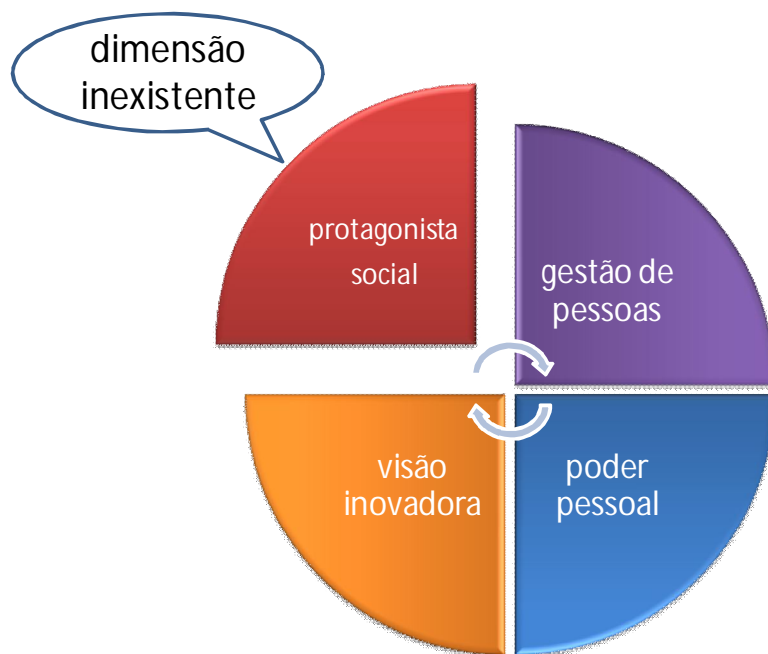 dimensão
inexistente
protagonista
social
gestão de
pessoas
visão
inovadora
poder
pessoal